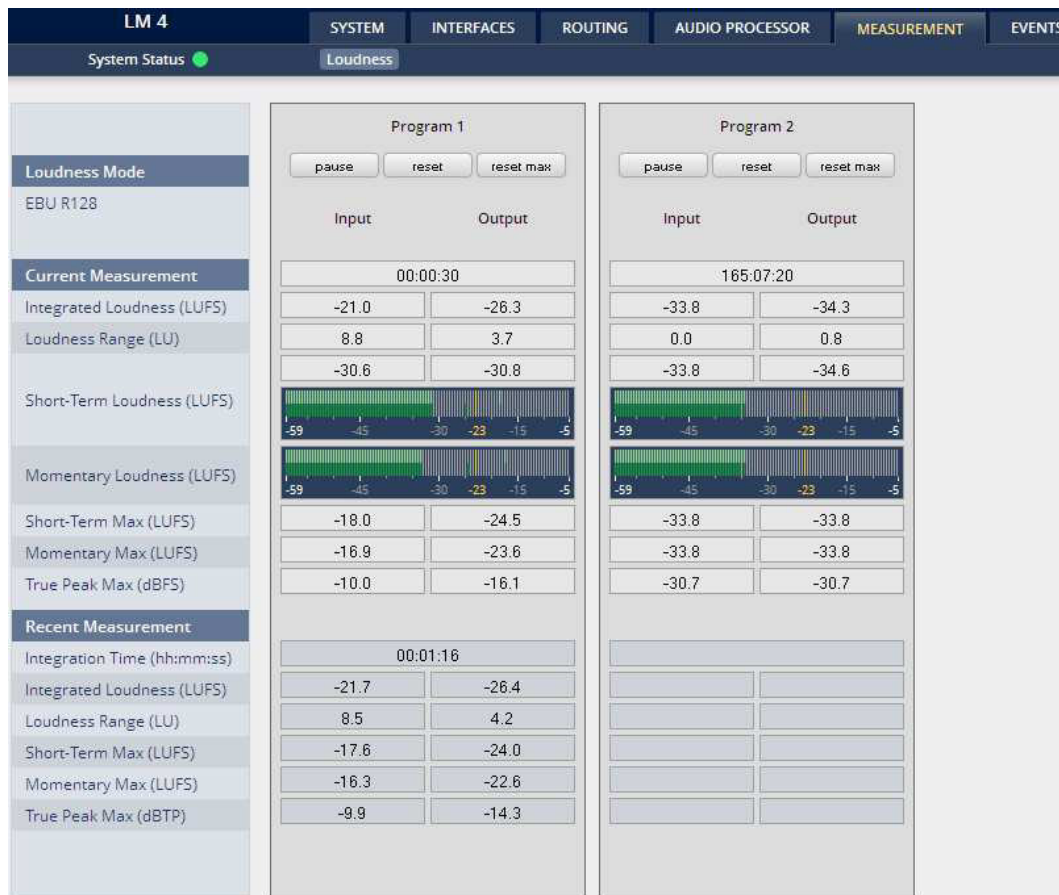 LM 4 SYSTEM INTERFACES ROUTING AUDIO PROCESSOR MEASUREMENT EVENTS
System Status Loudness
Program 1 Program 2
Loudness Mode pause reset reset max pause reset reset max
EBU R128
Input Output Input Output
Current Measurement 00:00:30 165:07:20
Integrated Loudness (LUFS) -21.0 -26.3 -33.8 -34.3
Loudness Range (LU) 8.8 3.7 0.0 0.8
-30.6 -30.8 -33.8 -34.6
Short-Term Loudness (LUFS)
-59 -45 -30 -23 -15 -5 -59 -45 -30 -23 -15 -5
Momentary Loudness (LUFS)
-59 -45 -30 -23 -15 -5 -59 -45 -30 -23 -15 -5
Short-Term Max (LUFS) -18.0 -24.5 -33.8 -33.8
Momentary Max (LUFS) -16.9 -23.6 -33.8 -33.8
True Peak Max (dBFS) -10.0 -16.1 -30.7 -30.7
Recent Measurement
Integration Time (hh:mm:ss) 00:01:16
Integrated Loudness (LUFS) -21.7 -26.4
Loudness Range (LU) 8.5 4.2
Short-Term Max (LUFS) -17.6 -24.0
Momentary Max (LUFS) -16.3 -22.6
True Peak Max (dBTP) -9.9 -14.3